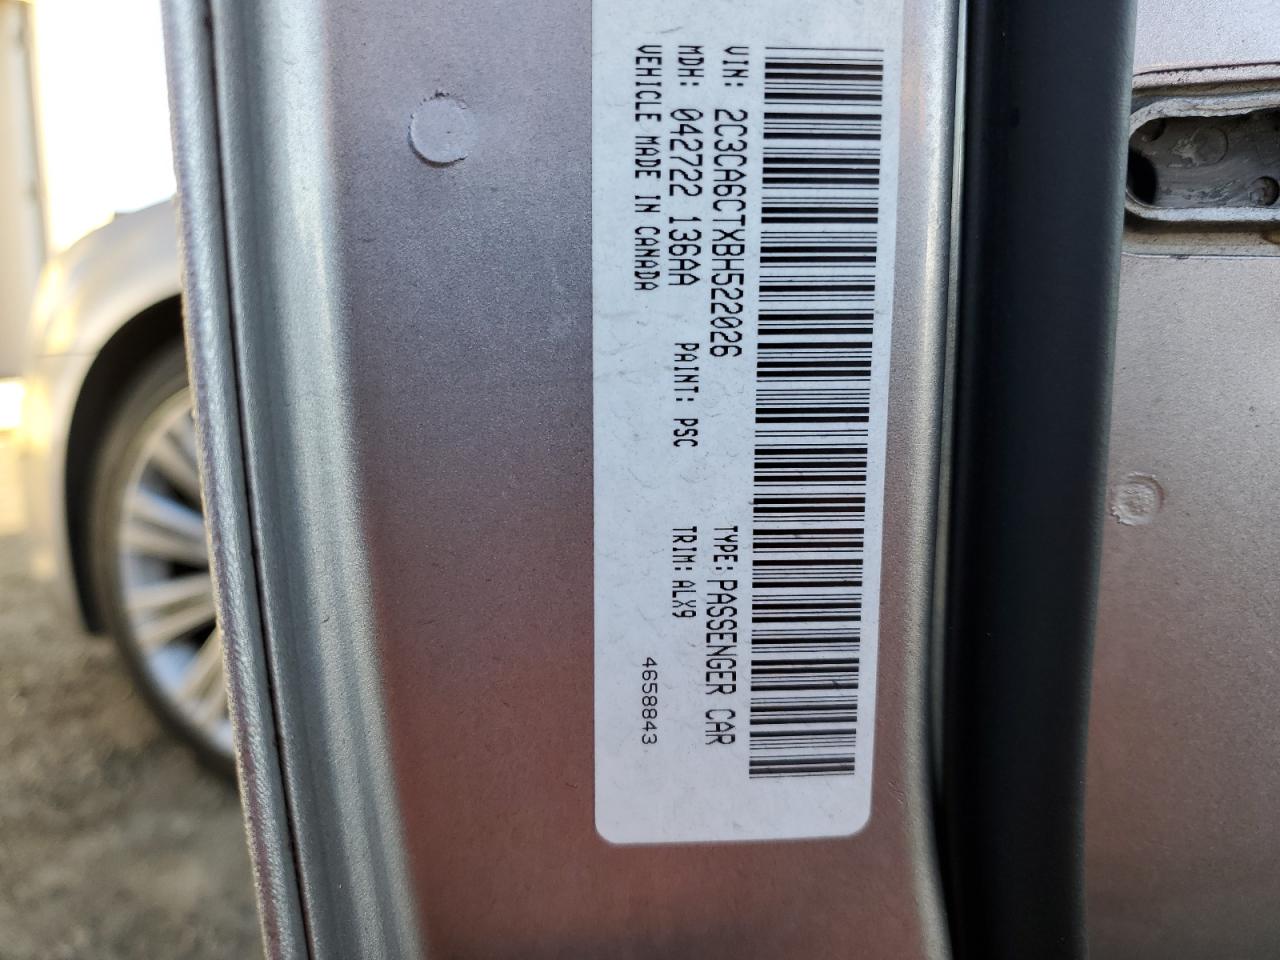 VIN: 2C3CA6CTXBH522026 TYPE: PASSENGER CAR
MDH: 042722 136AA PAINT: PSC TRIM: ALX9
VEHICLE MADE IN CANADA 4658843